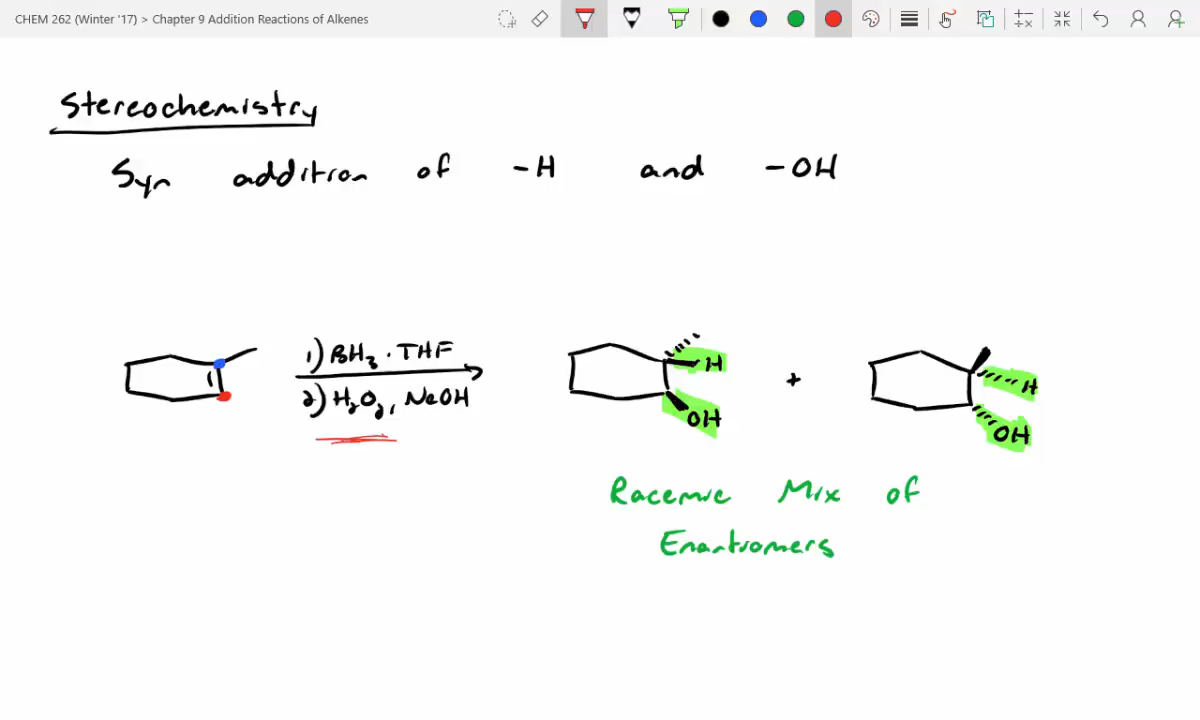 CHEM 262 (Winter '17) > Chapter 9 Addition Reactions of Alkenes
Stereochemistry
Syn addition of -H and -OH
1) BH₃ · THF
2) H₂O₂, NaOH
H
OH
+
H
OH
Racemic Mix of
Enantiomers